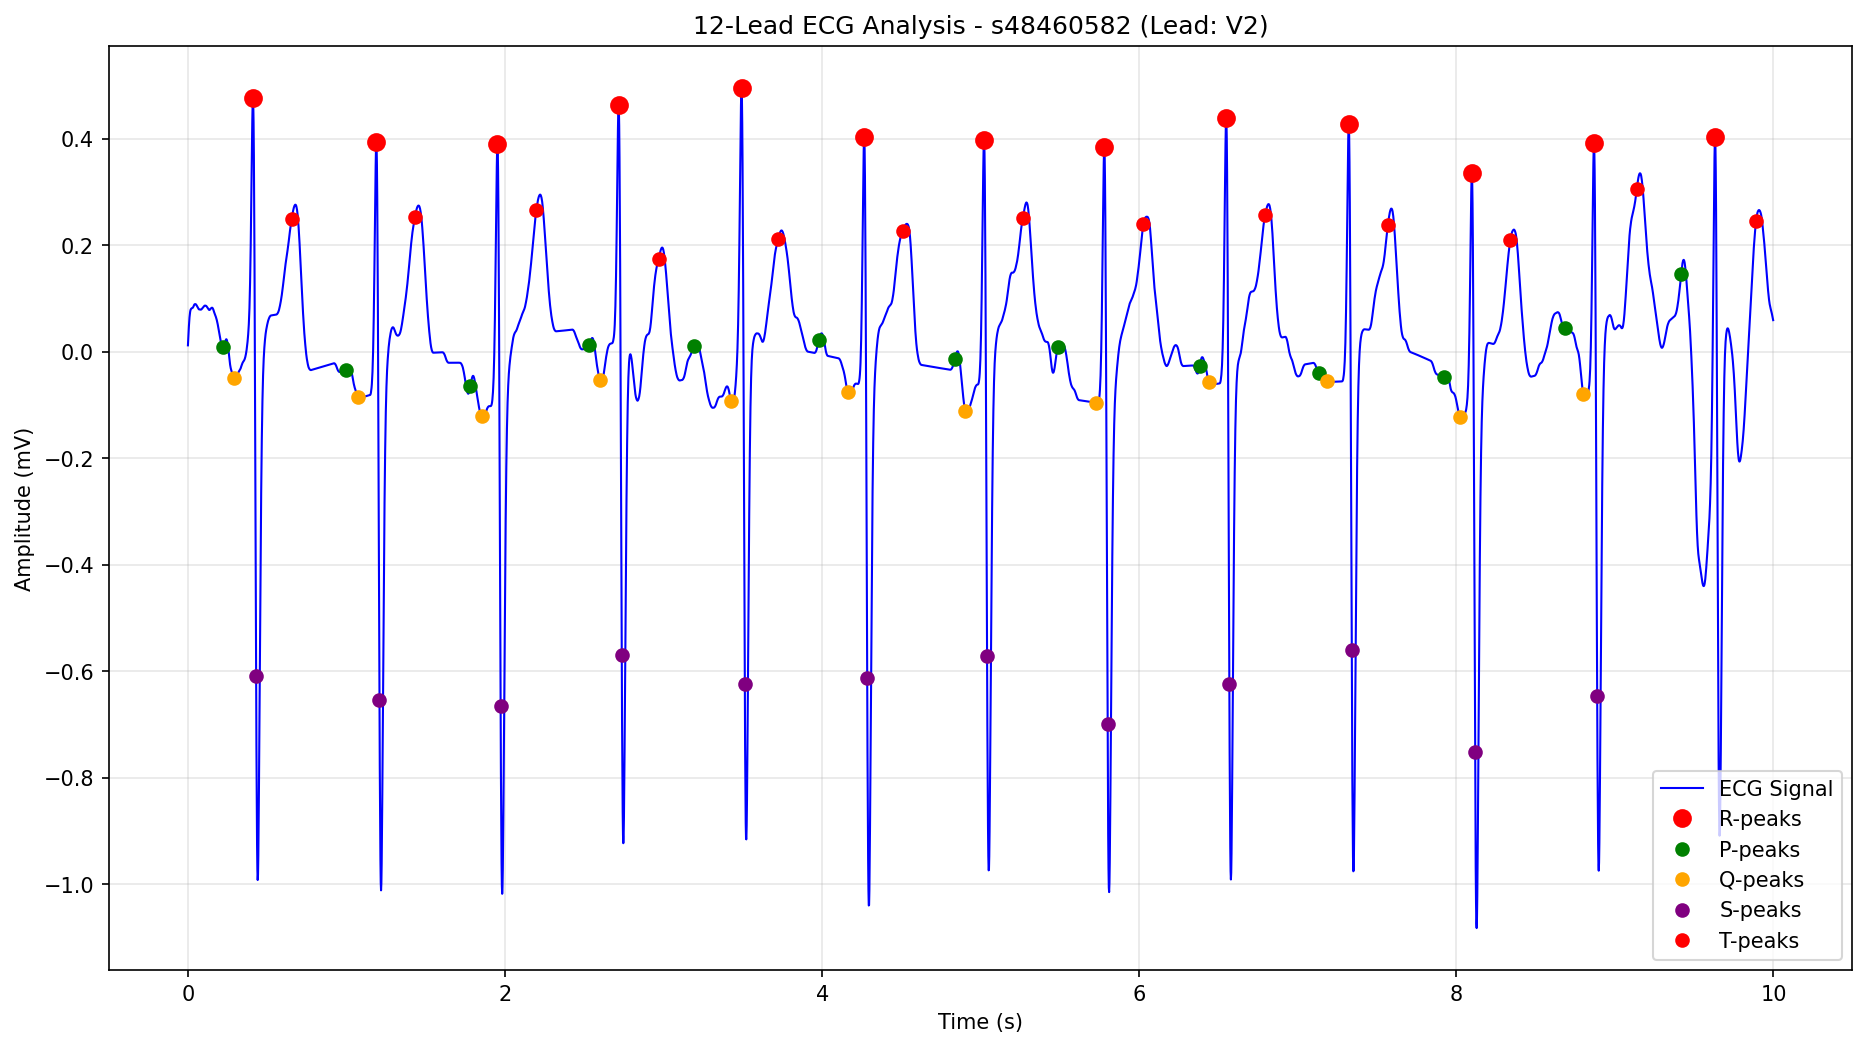 12-Lead ECG Analysis - s48460582 (Lead: V2)
Amplitude (mV)
0.4
0.2
0.0
−0.2
−0.4
−0.6
−0.8
−1.0
ECG Signal
R-peaks
P-peaks
Q-peaks
S-peaks
T-peaks
0 2 4 6 8 10
Time (s)